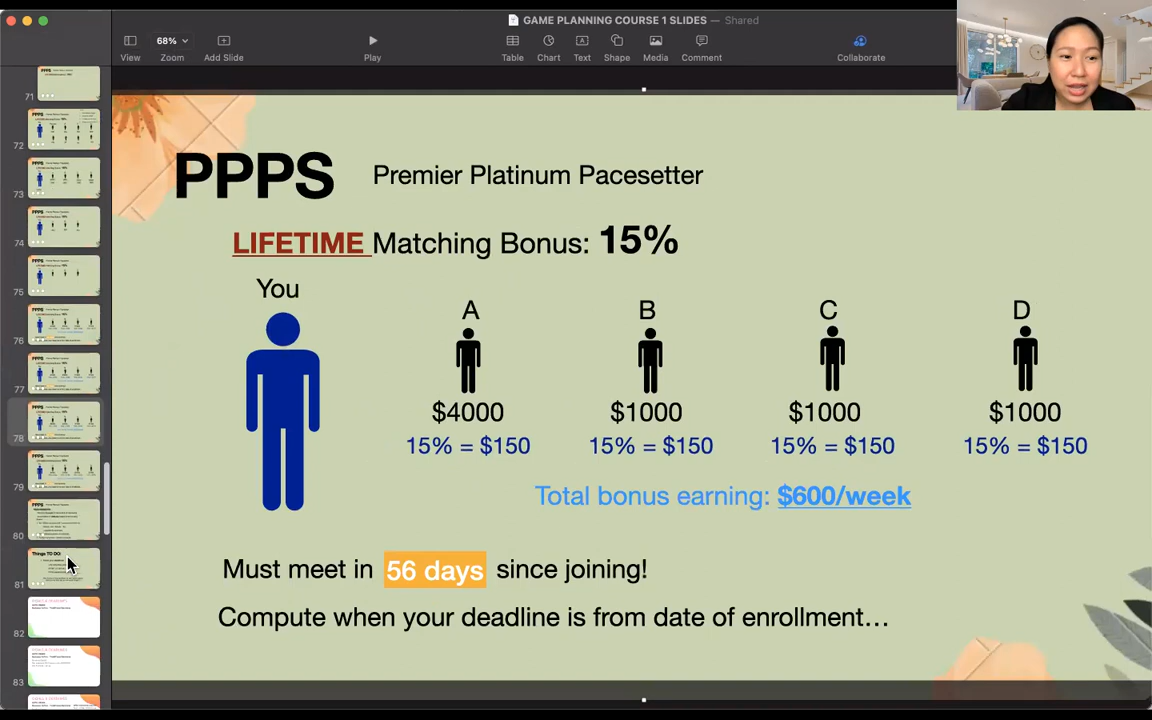 GAME PLANNING COURSE 1 SLIDES — Shared
68%
View Zoom Add Slide Play Table Chart Text Shape Media Comment Collaborate
PPPS Premier Platinum Pacesetter
LIFETIME Matching Bonus: 15%
You
A B C D
$4000 $1000 $1000 $1000
15% = $150 15% = $150 15% = $150 15% = $150
Total bonus earning: $600/week
Must meet in 56 days since joining!
Compute when your deadline is from date of enrollment...
71
72
73
74
75
76
77
78
79
80
Things TO DO
81
82
83